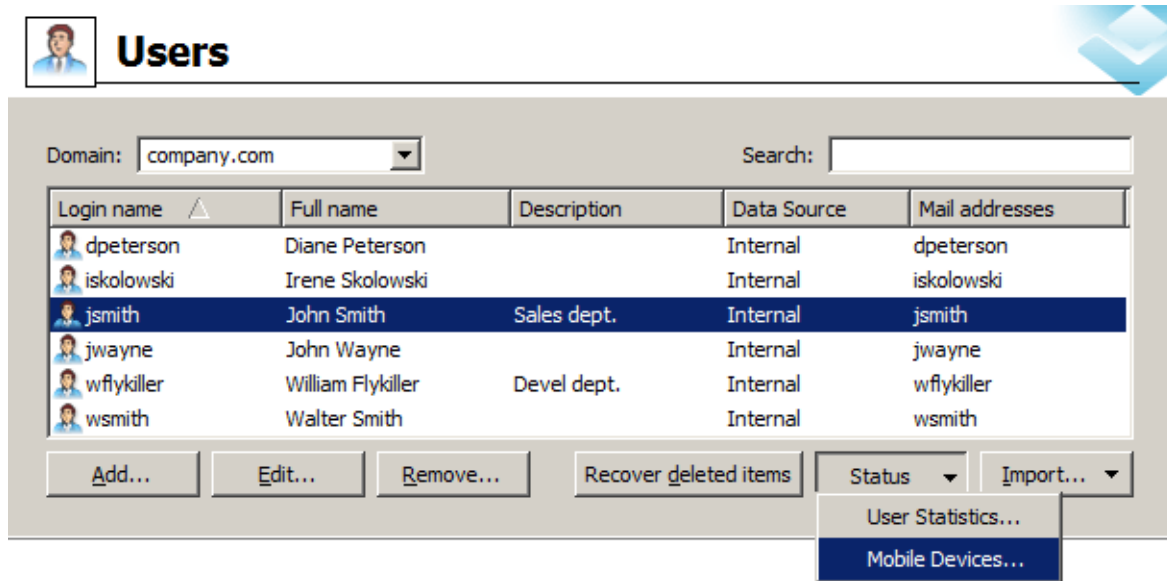 Users
Domain: company.com Search:
Login name Full name Description Data Source Mail addresses
dpeterson Diane Peterson Internal dpeterson
iskolowski Irene Skolowski Internal iskolowski
jsmith John Smith Sales dept. Internal jsmith
jwayne John Wayne Internal jwayne
wflykiller William Flykiller Devel dept. Internal wflykiller
wsmith Walter Smith Internal wsmith
Add... Edit... Remove... Recover deleted items Status Import...
User Statistics...
Mobile Devices...